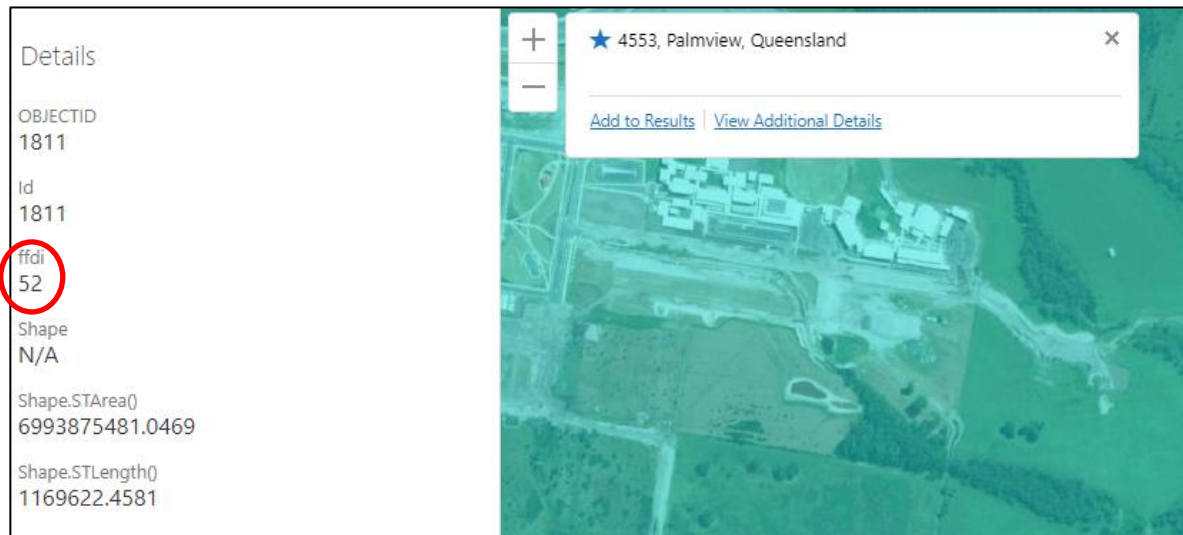 Details
OBJECTID
1811
Id
1811
ffdi
52
Shape
N/A
Shape.STArea()
6993875481.0469
Shape.STLength()
1169622.4581
4553, Palmview, Queensland
Add to Results | View Additional Details